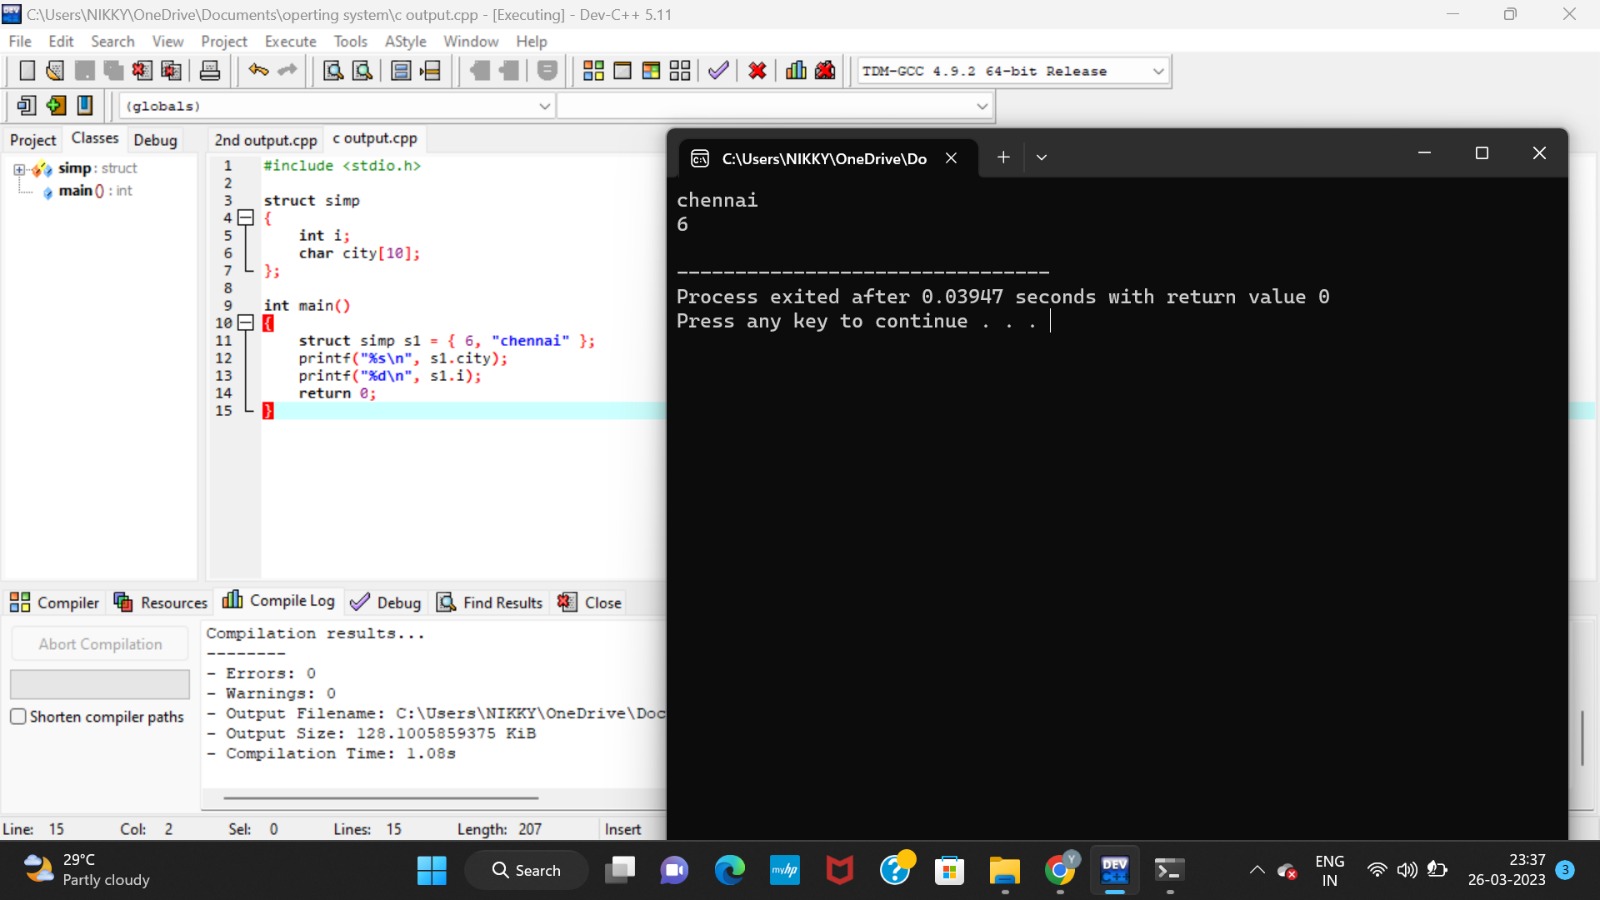 C:\Users\NIKKY\OneDrive\Documents\operting system\c output.cpp - [Executing] - Dev-C++ 5.11
File Edit Search View Project Execute Tools AStyle Window Help
TDM-GCC 4.9.2 64-bit Release
(globals)
Project Classes Debug 2nd output.cpp c output.cpp
simp : struct
main () : int
1 #include <stdio.h>
2
3 struct simp
4 {
5 int i;
6 char city[10];
7 };
8
9 int main()
10 {
11 struct simp s1 = { 6, "chennai" };
12 printf("%s\n", s1.city);
13 printf("%d\n", s1.i);
14 return 0;
15 }
C:\Users\NIKKY\OneDrive\Do
chennai
6
--------------------------------
Process exited after 0.03947 seconds with return value 0
Press any key to continue . . .
Compiler Resources Compile Log Debug Find Results Close
Abort Compilation
Shorten compiler paths
Compilation results...
--------
- Errors: 0
- Warnings: 0
- Output Filename: C:\Users\NIKKY\OneDrive\Doc
- Output Size: 128.1005859375 KiB
- Compilation Time: 1.08s
Line: 15 Col: 2 Sel: 0 Lines: 15 Length: 207 Insert
29°C
Partly cloudy
Search
myhp
Y
DEV
C++
ENG
IN
23:37
26-03-2023
3